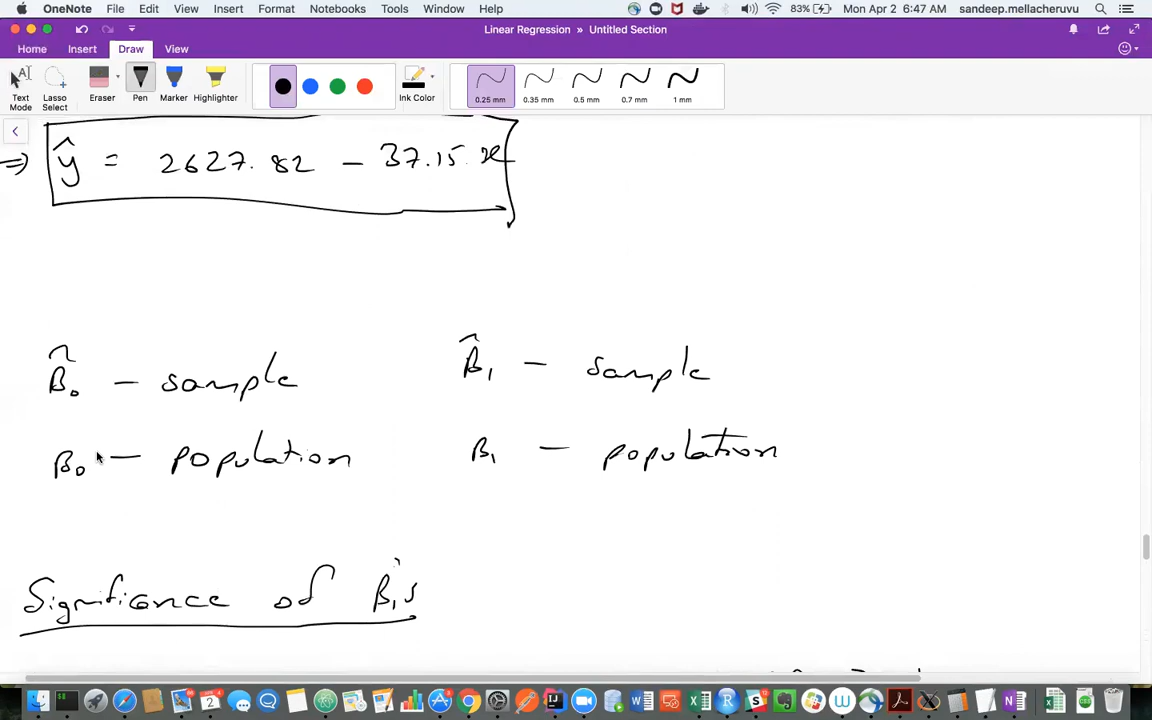 OneNote File Edit View Insert Format Notebooks Tools Window Help 83% Mon Apr 2 6:47 AM sandeep.mellacheruvu
Linear Regression » Untitled Section
Home Insert Draw View
Text Mode Lasso Select Eraser Pen Marker Highlighter Ink Color 0.25 mm 0.35 mm 0.5 mm 0.7 mm 1 mm
⇒ ŷ = 2627.82 – 37.15.x
β̂₀ – sample β̂₁ – sample
β₀ – population β₁ – population
Significance of β₁'s